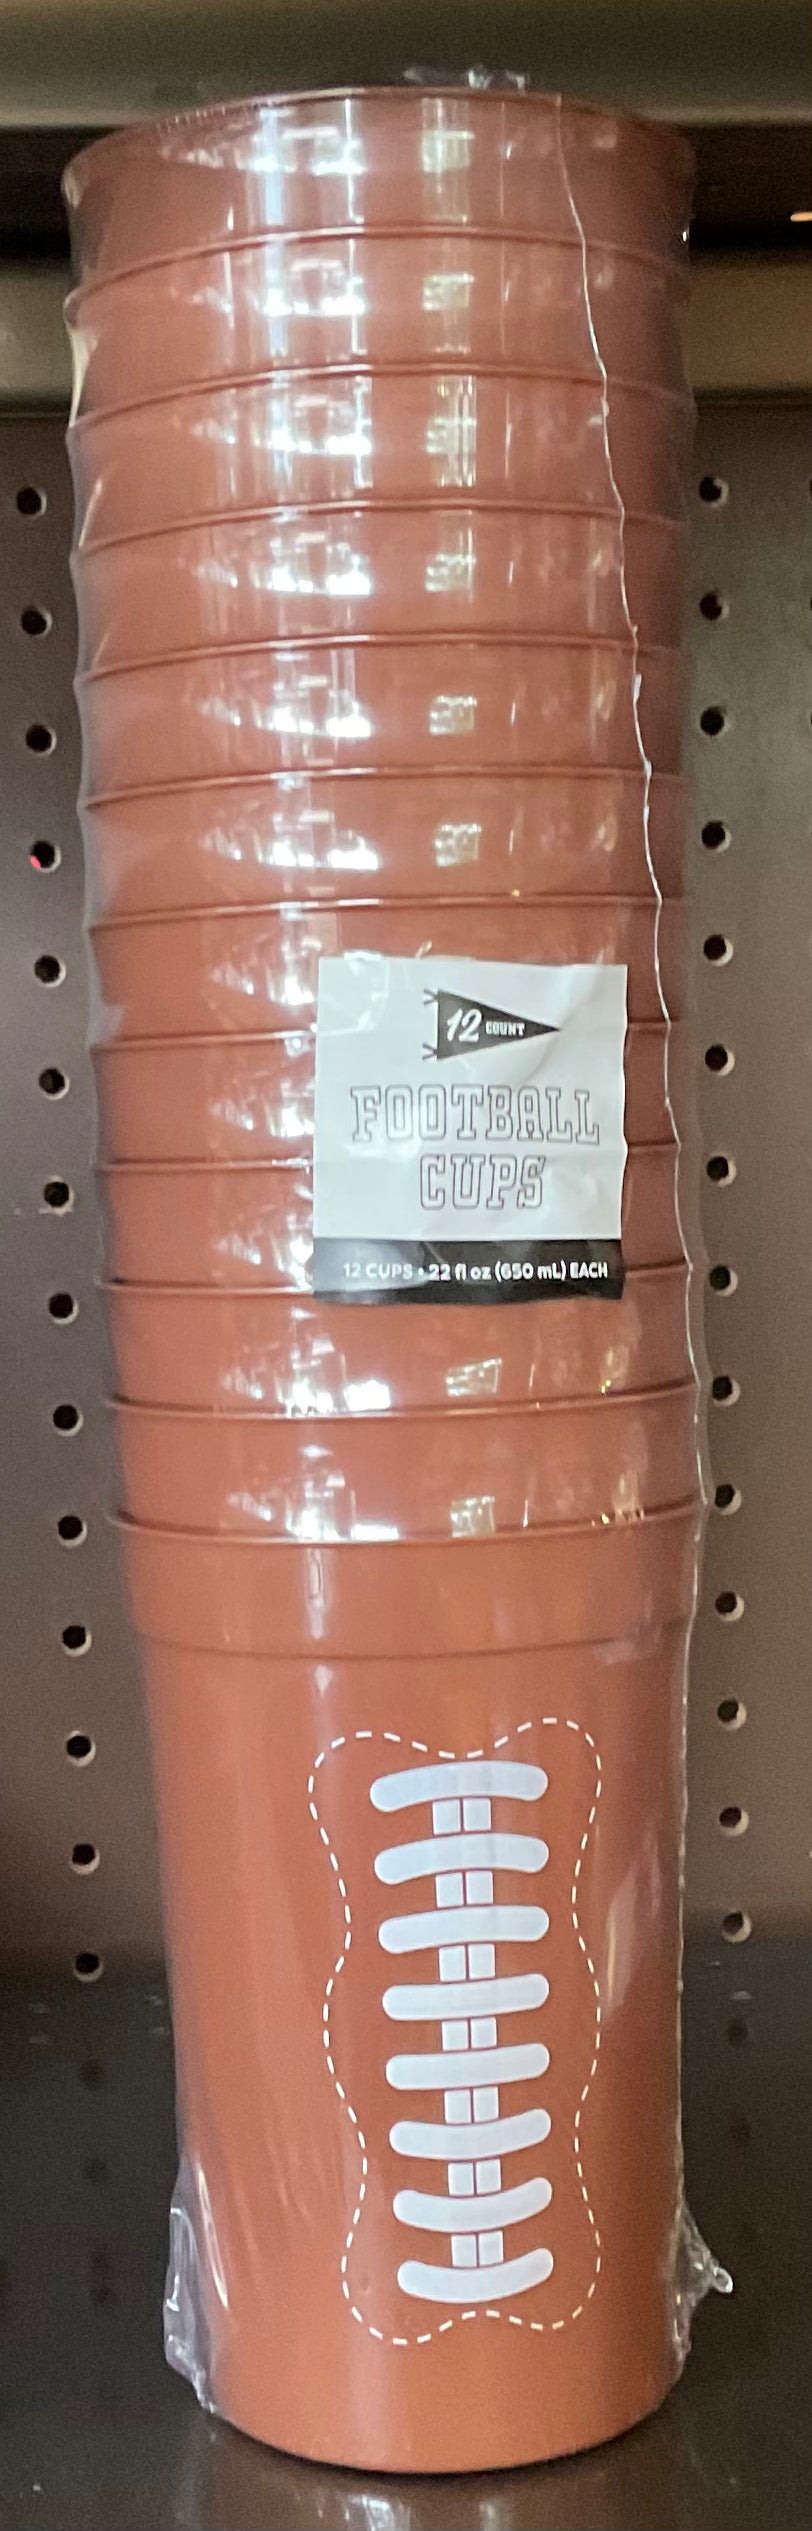 12 COUNT
FOOTBALL
CUPS
12 CUPS • 22 fl oz (650 mL) EACH